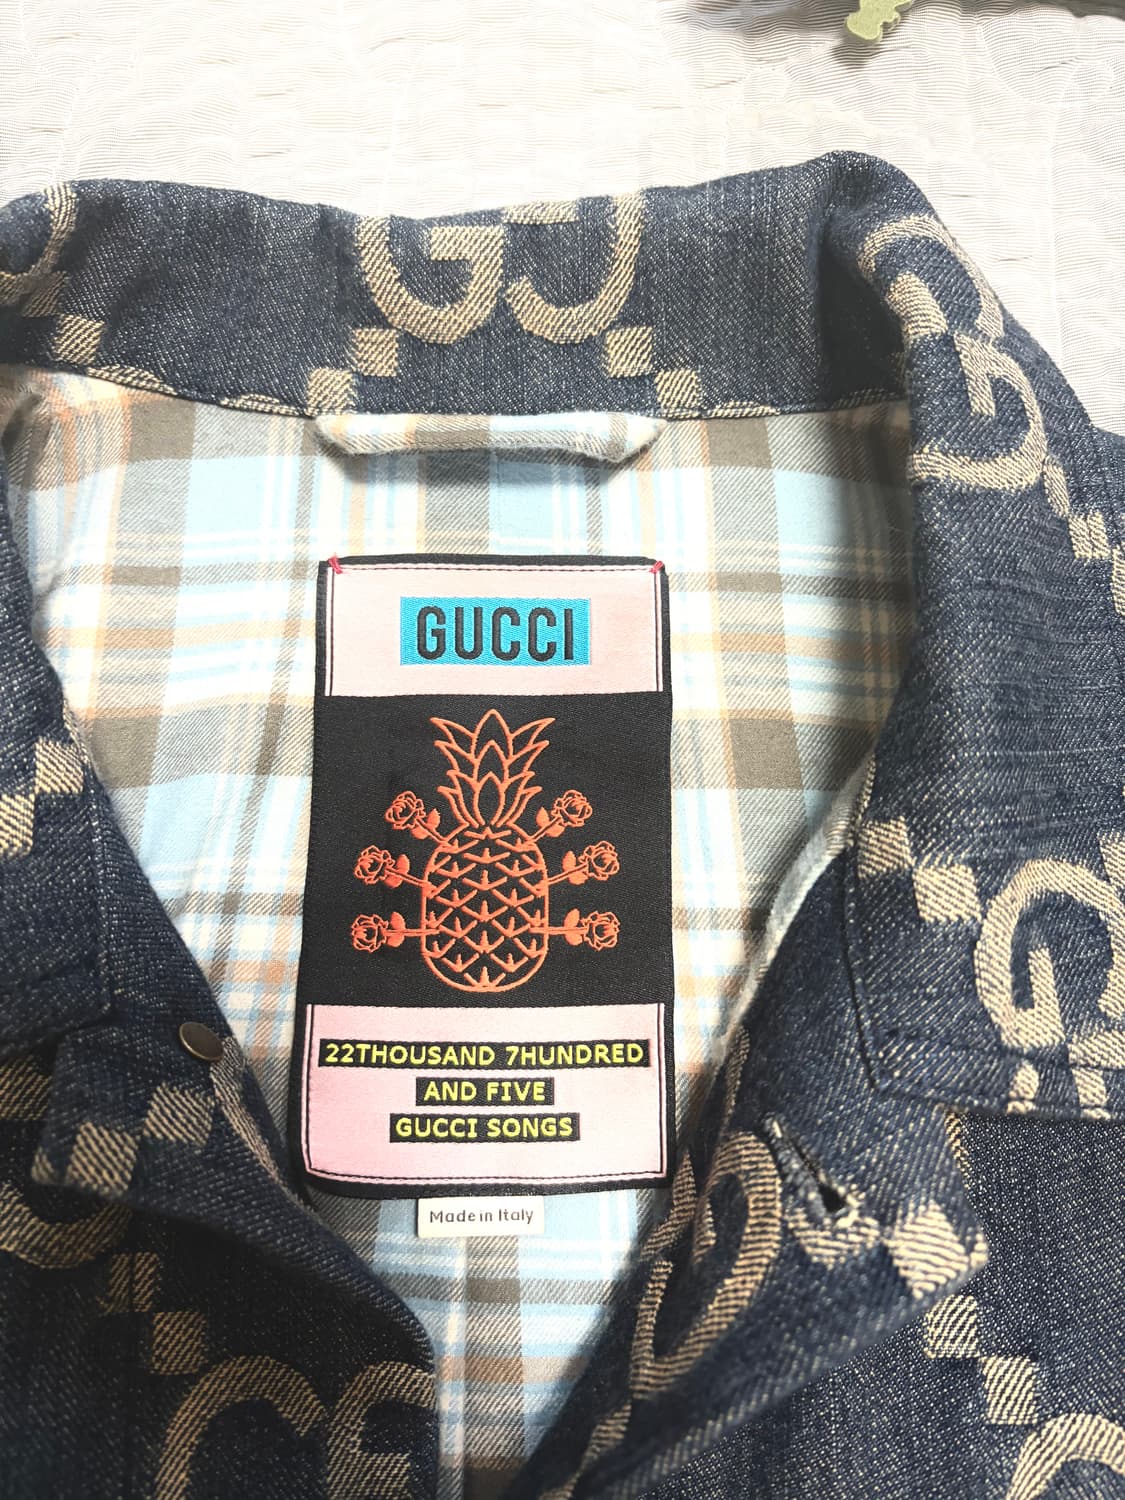 GUCCI
22THOUSAND 7HUNDRED
AND FIVE
GUCCI SONGS
Made in Italy